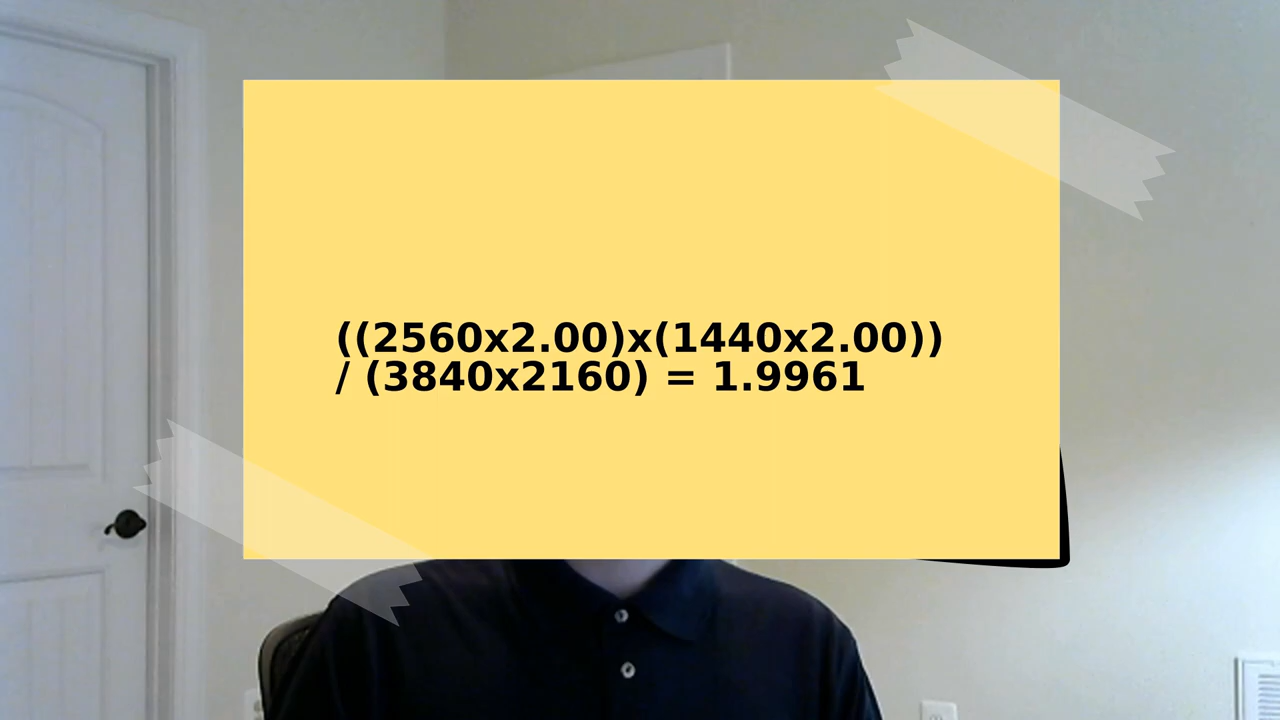 ((2560x2.00)x(1440x2.00))
/ (3840x2160) = 1.9961